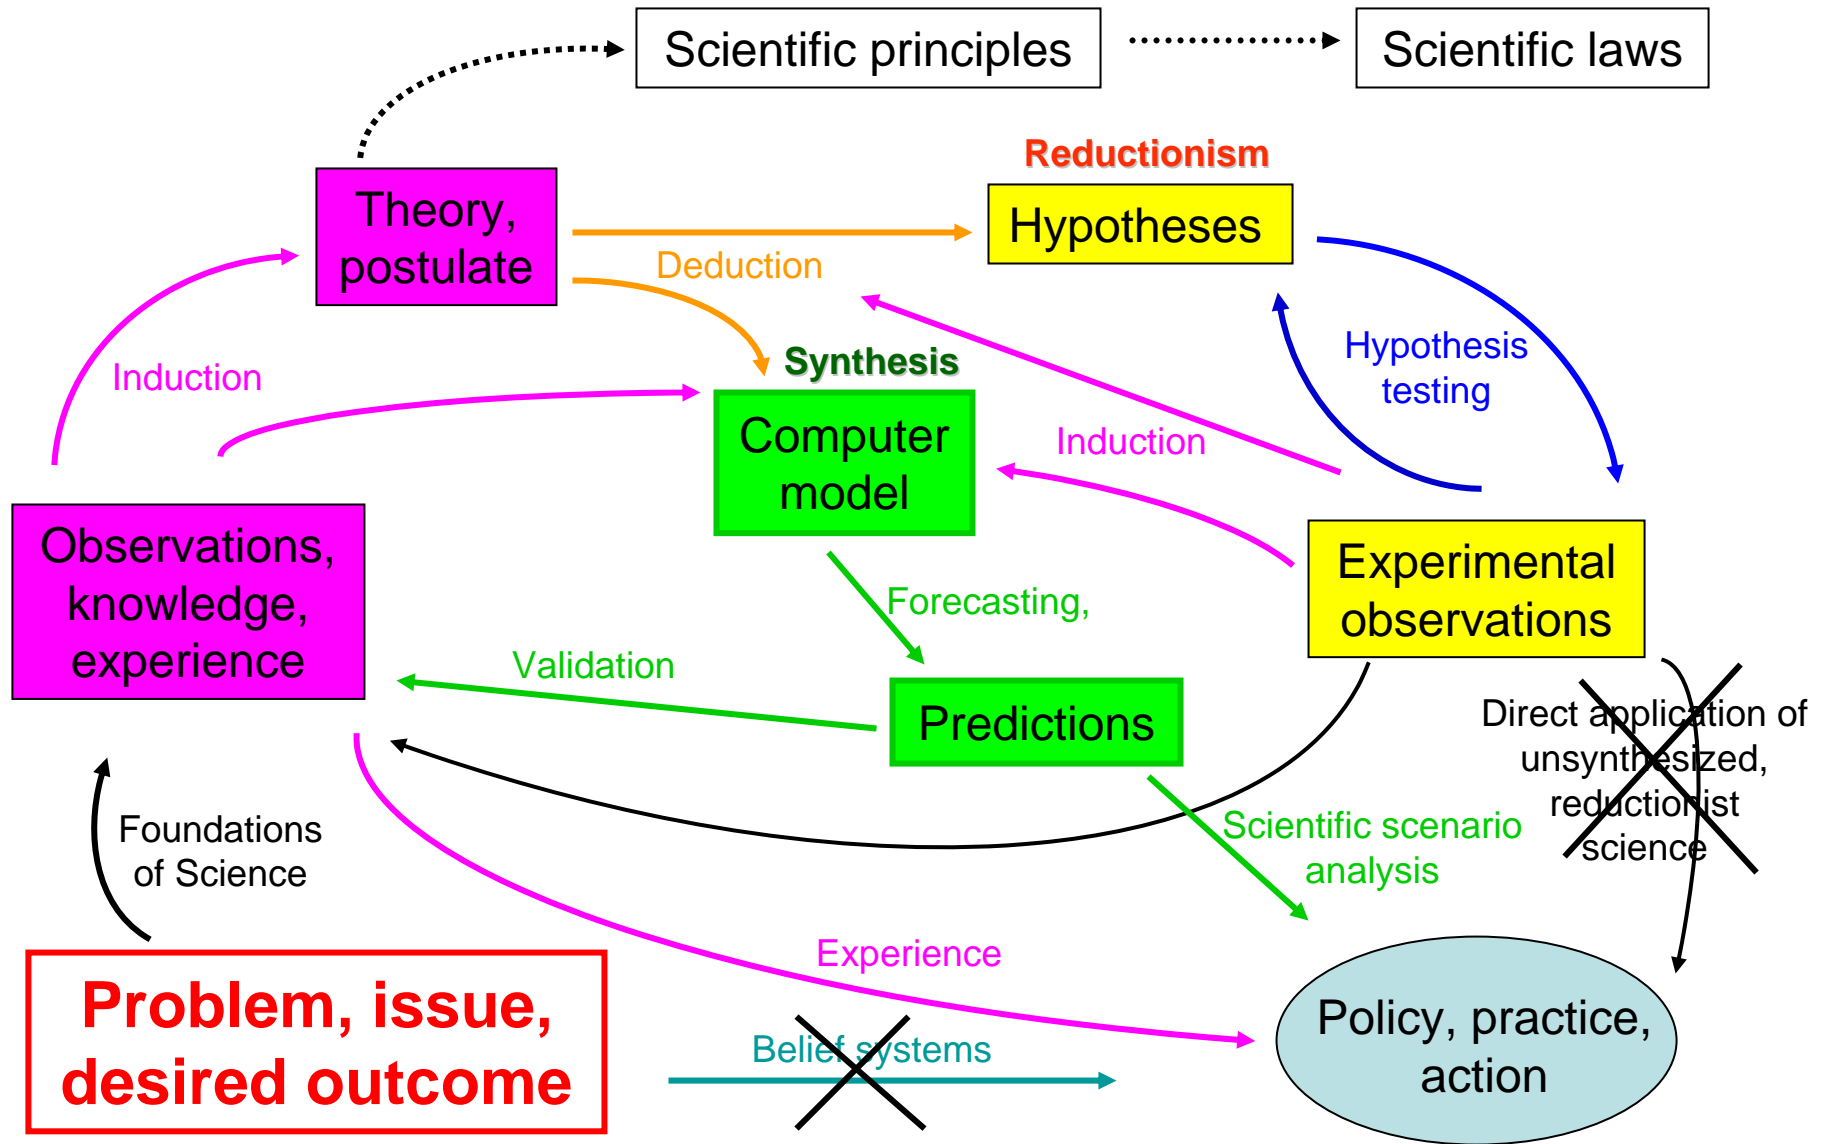 Scientific principles
Scientific laws
Reductionism
Theory,
postulate
Hypotheses
Deduction
Induction
Synthesis
Hypothesis
testing
Computer
model
Induction
Observations,
knowledge,
experience
Experimental
observations
Forecasting,
Validation
Predictions
Direct application of
unsynthesized,
reductionist
science
Foundations
of Science
Scientific scenario
analysis
Experience
Problem, issue,
desired outcome
Belief systems
Policy, practice,
action